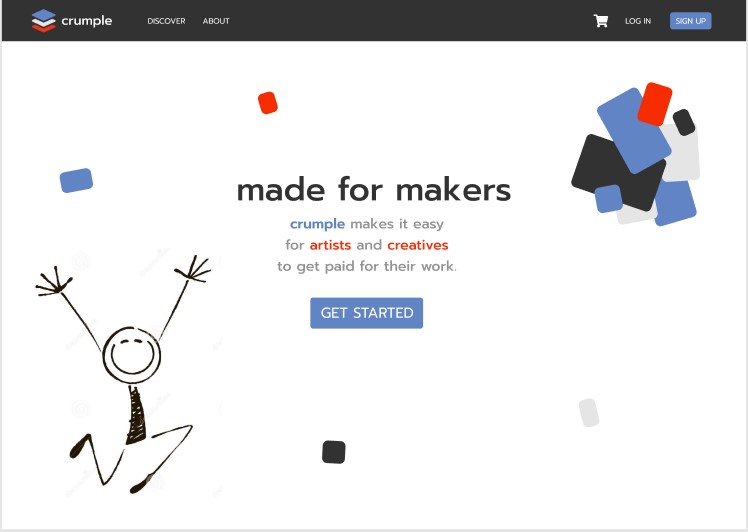 crumple
DISCOVER
ABOUT
LOG IN
SIGN UP
made for makers
crumple makes it easy
for artists and creatives
to get paid for their work.
GET STARTED